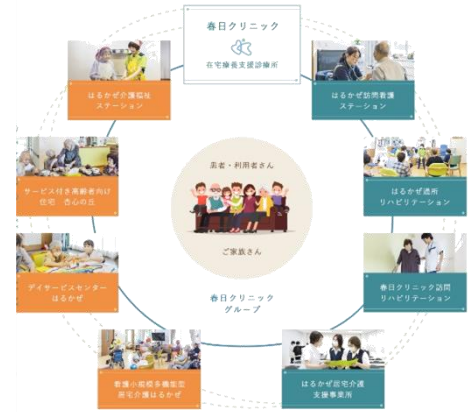 春日クリニック
在宅療養支援診療所
はるかぜ介護福祉
ステーション
はるかぜ訪問看護
ステーション
サービス付き高齢者向け
住宅 杏心の丘
はるかぜ通所
リハビリテーション
患者・利用者さん
ご家族さん
デイサービスセンター
はるかぜ
春日クリニック訪問
リハビリテーション
春日クリニック
グループ
看護小規模多機能型
居宅介護はるかぜ
はるかぜ居宅介護
支援事業所